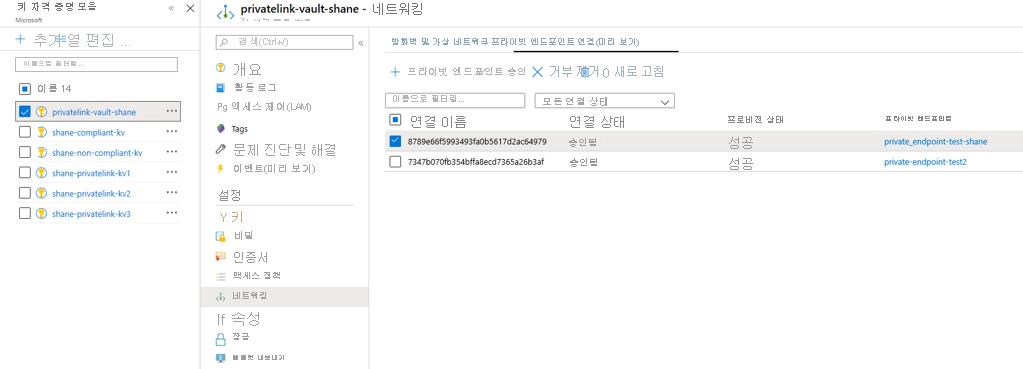 키 자격 증명 모음
Microsoft
추가 열 편집 ...
이름으로 필터링...
이름 14
privatelink-vault-shane
shane-compliant-kv
shane-non-compliant-kv
shane-privatelink-kv1
shane-privatelink-kv2
shane-privatelink-kv3
privatelink-vault-shane - 네트워킹
검색(Ctrl+/)
개요
활동 로그
Pg 액세스 제어(LAM)
Tags
문제 진단 및 해결
이벤트(미리 보기)
설정
Y 키
비밀
인증서
액세스 정책
네트워킹
If 속성
잠금
템플릿 내보내기
방화벽 및 가상 네트워크 프라이빗 엔드포인트 연결(미리 보기)
프라이빗 엔드포인트 승인 거부 제거 () 새로 고침
이름으로 필터링...
모든 연결 상태
연결 이름 연결 상태 프로비전 상태 프라이빗 엔드포인트
8789e66f5993493fa0b5617d2ac64979 승인됨 성공 private_endpoint-test-shane
7347b070fb354bffa8ecd7365a26b3af 승인됨 성공 private-endpoint-test2